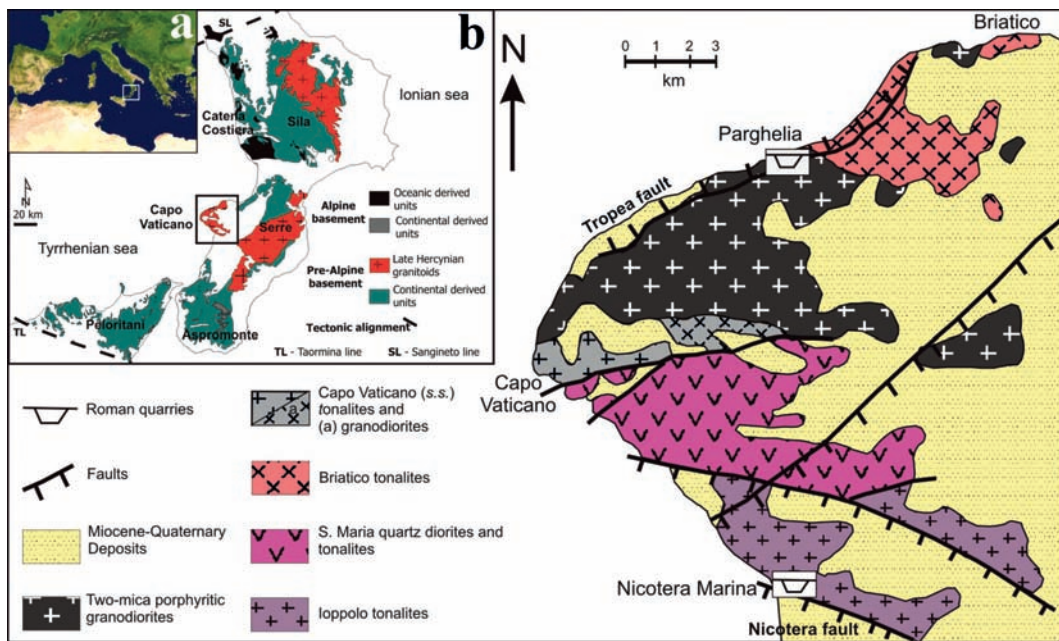 a
b
SL
Ionian sea
Catena
Costiera
Sila
N
20 km
Capo
Vaticano
Serre
Tyrrhenian sea
Alpine
basement
Oceanic derived
units
Continental derived
units
Pre-Alpine
basement
Late Hercynian
granitoids
Continental derived
units
Tectonic alignment
TL
Peloritani
Aspromonte
TL - Taormina line
SL - Sangineto line
N
0 1 2 3
km
Briatico
Parghelia
Tropea fault
Capo
Vaticano
Nicotera Marina
Nicotera fault
Roman quarries
Faults
Miocene-Quaternary
Deposits
Two-mica porphyritic
granodiorites
a
Capo Vaticano (s.s.)
tonalites and
(a) granodiorites
Briatico tonalites
S. Maria quartz diorites and
tonalites
Ioppolo tonalites